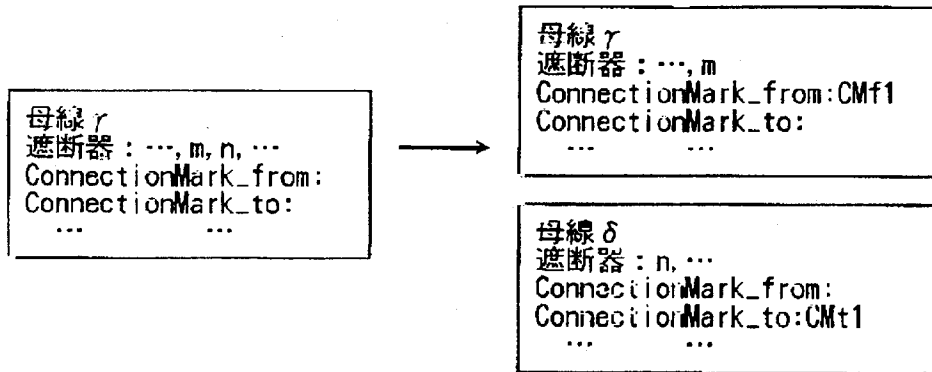 母線γ
遮断器：…, m, n, …
ConnectionMark_from:
ConnectionMark_to:
… …
母線γ
遮断器：…, m
ConnectionMark_from:CMf1
ConnectionMark_to:
… …
母線δ
遮断器：n, …
ConnectionMark_from:
ConnectionMark_to:CMt1
… …